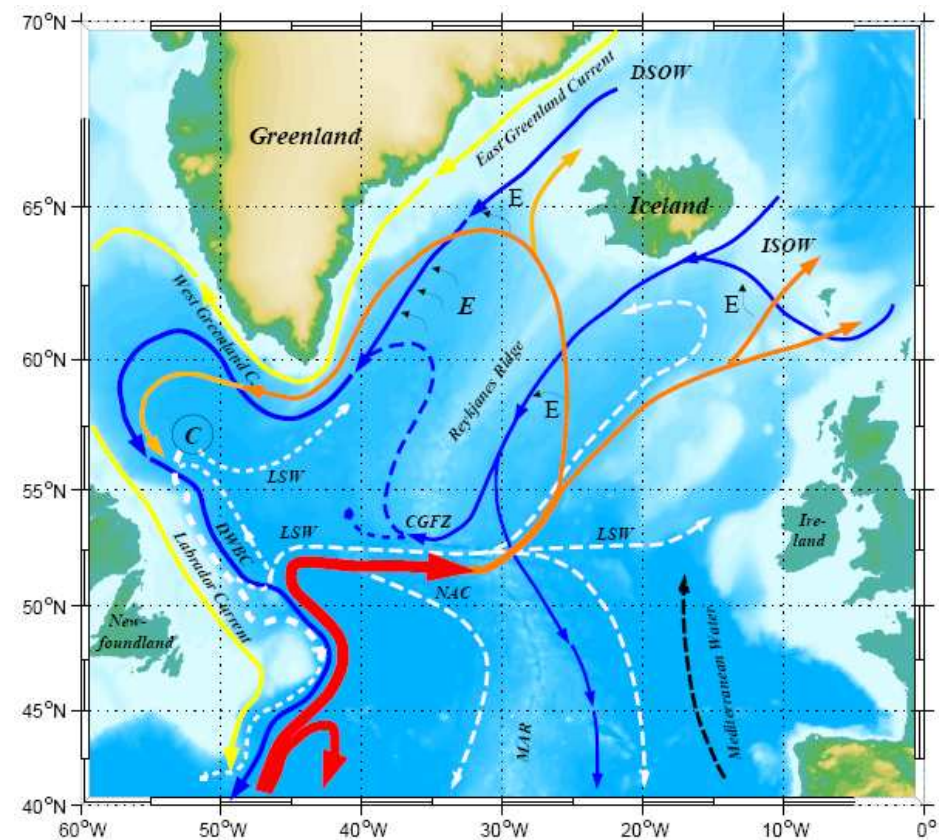 70°N
DSOW
East Greenland Current
Greenland
E
65°N
Iceland
ISOW
West Greenland C.
E
E
60°N
Reykjanes Ridge
E
C
LSW
55°N
CGFZ
DWBC
LSW
LSW
Ire-
land
Labrador Current
NAC
50°N
New-
foundland
Mediterranean Water
45°N
MAR
40°N
60°W
50°W
40°W
30°W
20°W
10°W
0°